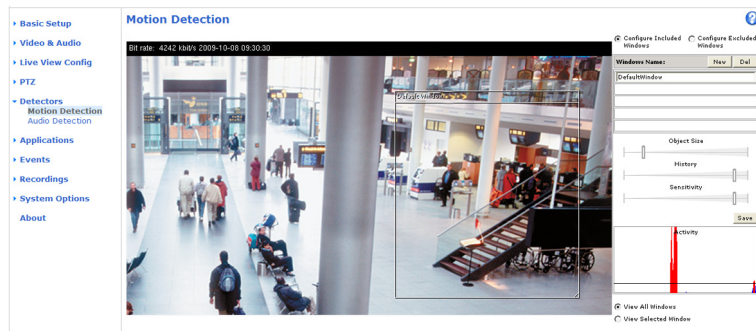 Motion Detection
Basic Setup
Video & Audio
Live View Config
PTZ
Detectors
Motion Detection
Audio Detection
Applications
Events
Recordings
System Options
About
Bit rate: 4242 kbit/s 2009-10-08 09:30:30
Default Window
Configure Included Windows
Configure Excluded Windows
Windows Name:
New
Del
DefaultWindow
Object Size
History
Sensitivity
Save
Activity
View All Windows
View Selected Window